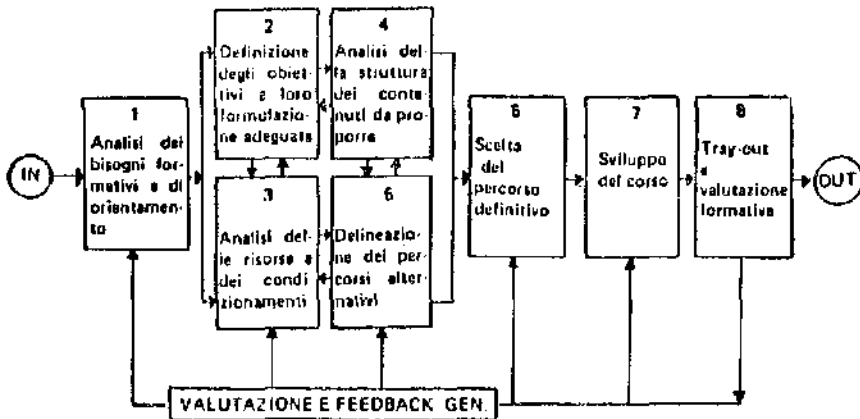 IN
1
Analisi dei
bisogni for-
mativi e di
orientamen-
to
2
Definizione
degli obiet-
tivi e loro
formulazio-
ne adeguata
3
Analisi del-
le risorse e
dei condi
zionamenti
4
Analisi del-
la struttura
dei conte-
nuti da pro
porre
6
Delineazio-
ne dei per-
corsi alter-
nativi
6
Scelta
del
percorso
definitivo
7
Sviluppo
del corso
8
Tray-out
e
valutazione
formativa
OUT
VALUTAZIONE E FEEDBACK GEN.